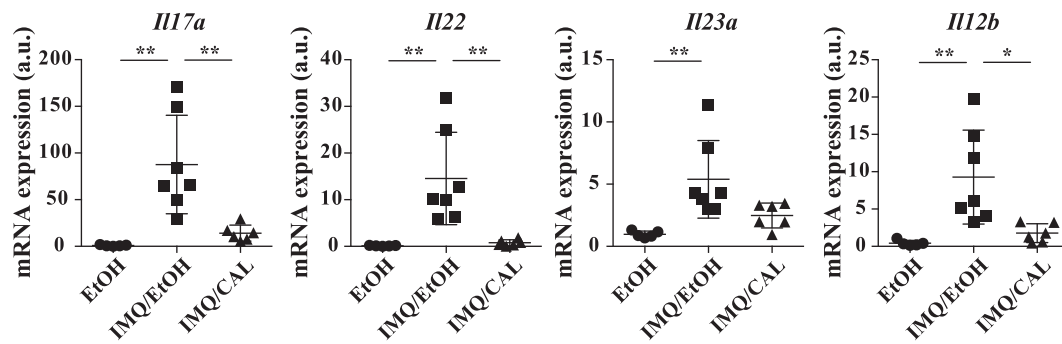 Il17a
mRNA expression (a.u.)
200
150
100
50
0
**
**
EtOH
IMQ/EtOH
IMQ/CAL
Il22
mRNA expression (a.u.)
40
30
20
10
0
**
**
EtOH
IMQ/EtOH
IMQ/CAL
Il23a
mRNA expression (a.u.)
15
10
5
0
**
EtOH
IMQ/EtOH
IMQ/CAL
Il12b
mRNA expression (a.u.)
25
20
15
10
5
0
**
*
EtOH
IMQ/EtOH
IMQ/CAL